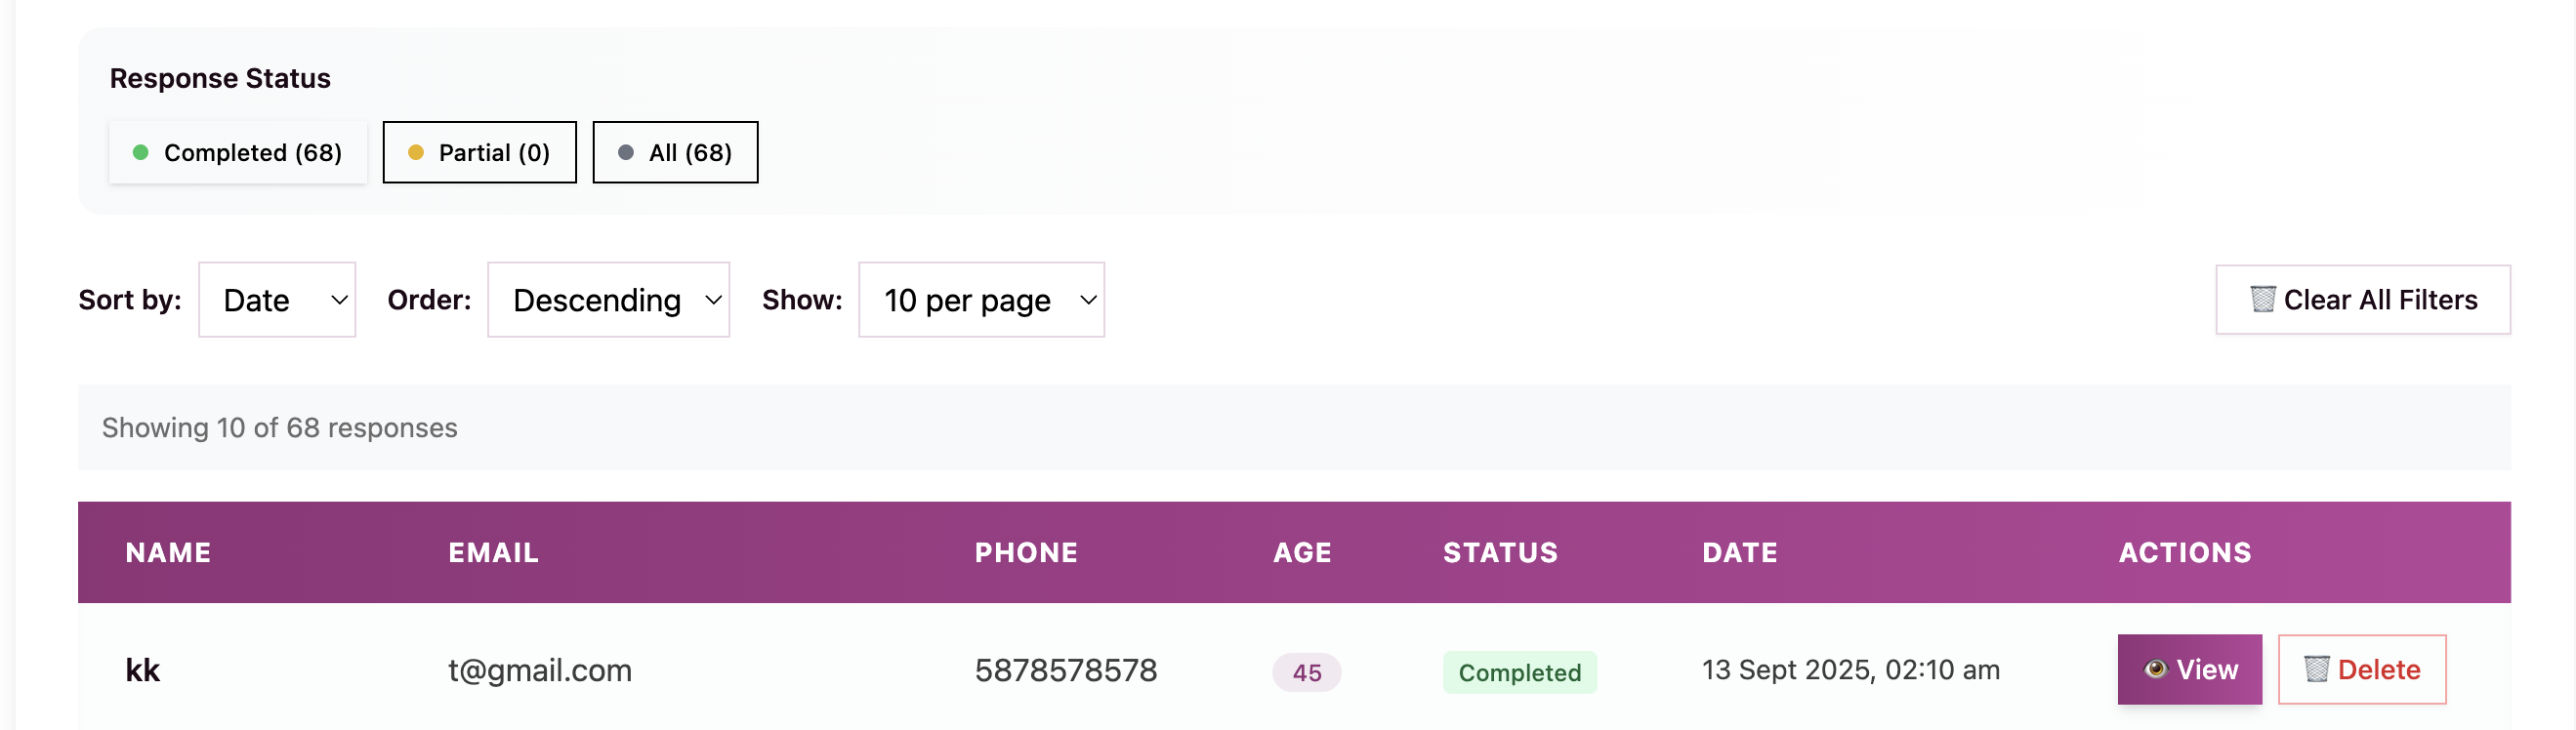 Response Status
Completed (68) Partial (0) All (68)
Sort by: Date Order: Descending Show: 10 per page Clear All Filters
Showing 10 of 68 responses
NAME EMAIL PHONE AGE STATUS DATE ACTIONS
kk t@gmail.com 5878578578 45 Completed 13 Sept 2025, 02:10 am View Delete